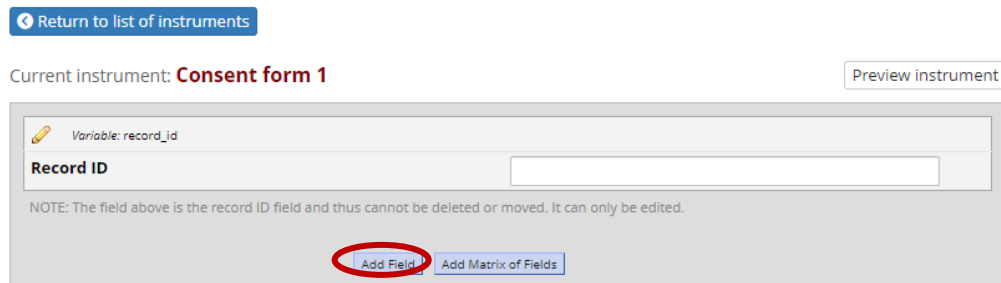 Return to list of instruments
Current instrument: Consent form 1
Preview instrument
Variable: record_id
Record ID
NOTE: The field above is the record ID field and thus cannot be deleted or moved. It can only be edited.
Add Field Add Matrix of Fields